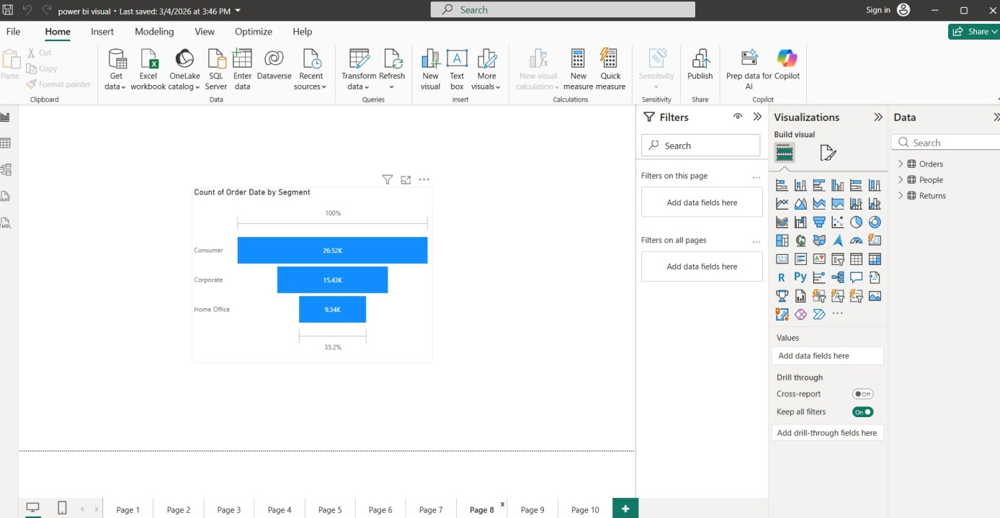 power bi visual • Last saved: 3/4/2026 at 3:46 PM
Search
Sign in
File Home Insert Modeling View Optimize Help
Share
Paste
Cut
Copy
Format painter
Clipboard
Get data
Excel workbook
OneLake catalog
SQL Server
Enter data
Dataverse
Recent sources
Data
Transform data
Refresh
Queries
New visual
Text box
More visuals
Insert
New visual calculation
New measure
Quick measure
Calculations
Sensitivity
Sensitivity
Publish
Share
Prep data for AI
Copilot
Copilot
Count of Order Date by Segment
100%
Consumer 26.52K
Corporate 15.43K
Home Office 9.34K
35.2%
Filters
Search
Filters on this page ...
Add data fields here
Filters on all pages ...
Add data fields here
Visualizations
Build visual
123
R Py
...
Values
Add data fields here
Drill through
Cross-report Off
Keep all filters On
Add drill-through fields here
Data
Search
Orders
People
Returns
Page 1 Page 2 Page 3 Page 4 Page 5 Page 6 Page 7 Page 8 x Page 9 Page 10 +